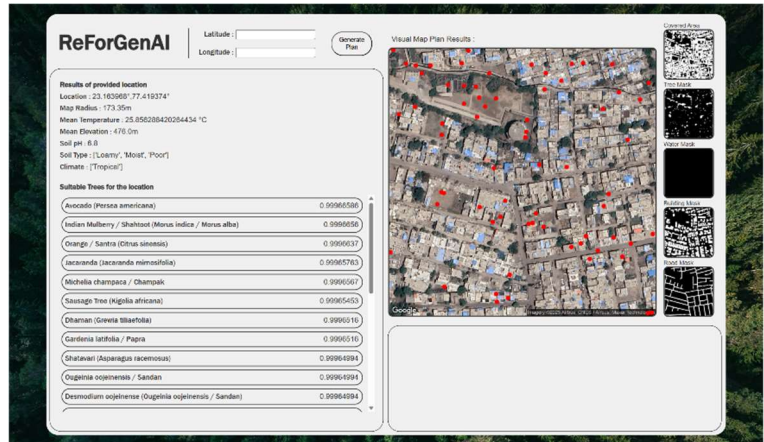 ReForGenAI
Latitude :
Longitude :
Generate
Plan
Results of provided location
Location : 23.163968°,77.419374°
Map Radius : 173.35m
Mean Temperature : 25.856288420264434 °C
Mean Elevation : 476.0m
Soil pH : 6.8
Soil Type : ['Loamy', 'Moist', 'Poor']
Climate : ['Tropical']
Suitable Trees for the location
Avocado (Persea americana) 0.99966586
Indian Mulberry / Shahtoot (Morus indica / Morus alba) 0.9996656
Orange / Santra (Citrus sinensis) 0.9996637
Jacaranda (Jacaranda mimosifolia) 0.99965763
Michelia champaca / Champak 0.9996567
Sausage Tree (Kigelia africana) 0.99965453
Dhaman (Grewia tiliaefolia) 0.9996516
Gardenia latifolia / Papra 0.9996516
Shatavari (Asparagus racemosus) 0.99964994
Ougeinia oojeinensis / Sandan 0.99964994
Desmodium oojeinense (Ougeinia oojeinensis / Sandan) 0.99964994
Visual Map Plan Results :
Google
Covered Area
Tree Mask
Water Mask
Building Mask
Road Mask